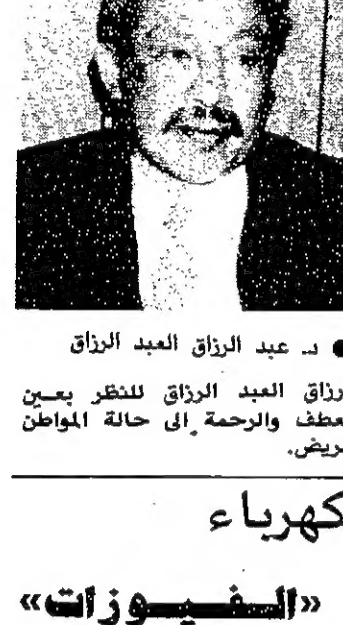 ● د. عبد الرزاق العبد الرزاق
رزاق العبد الرزاق للنظر بعين
عطف والرحمة إلى حالة المواطن
ريض.
كهرباء
«الفيوزات»